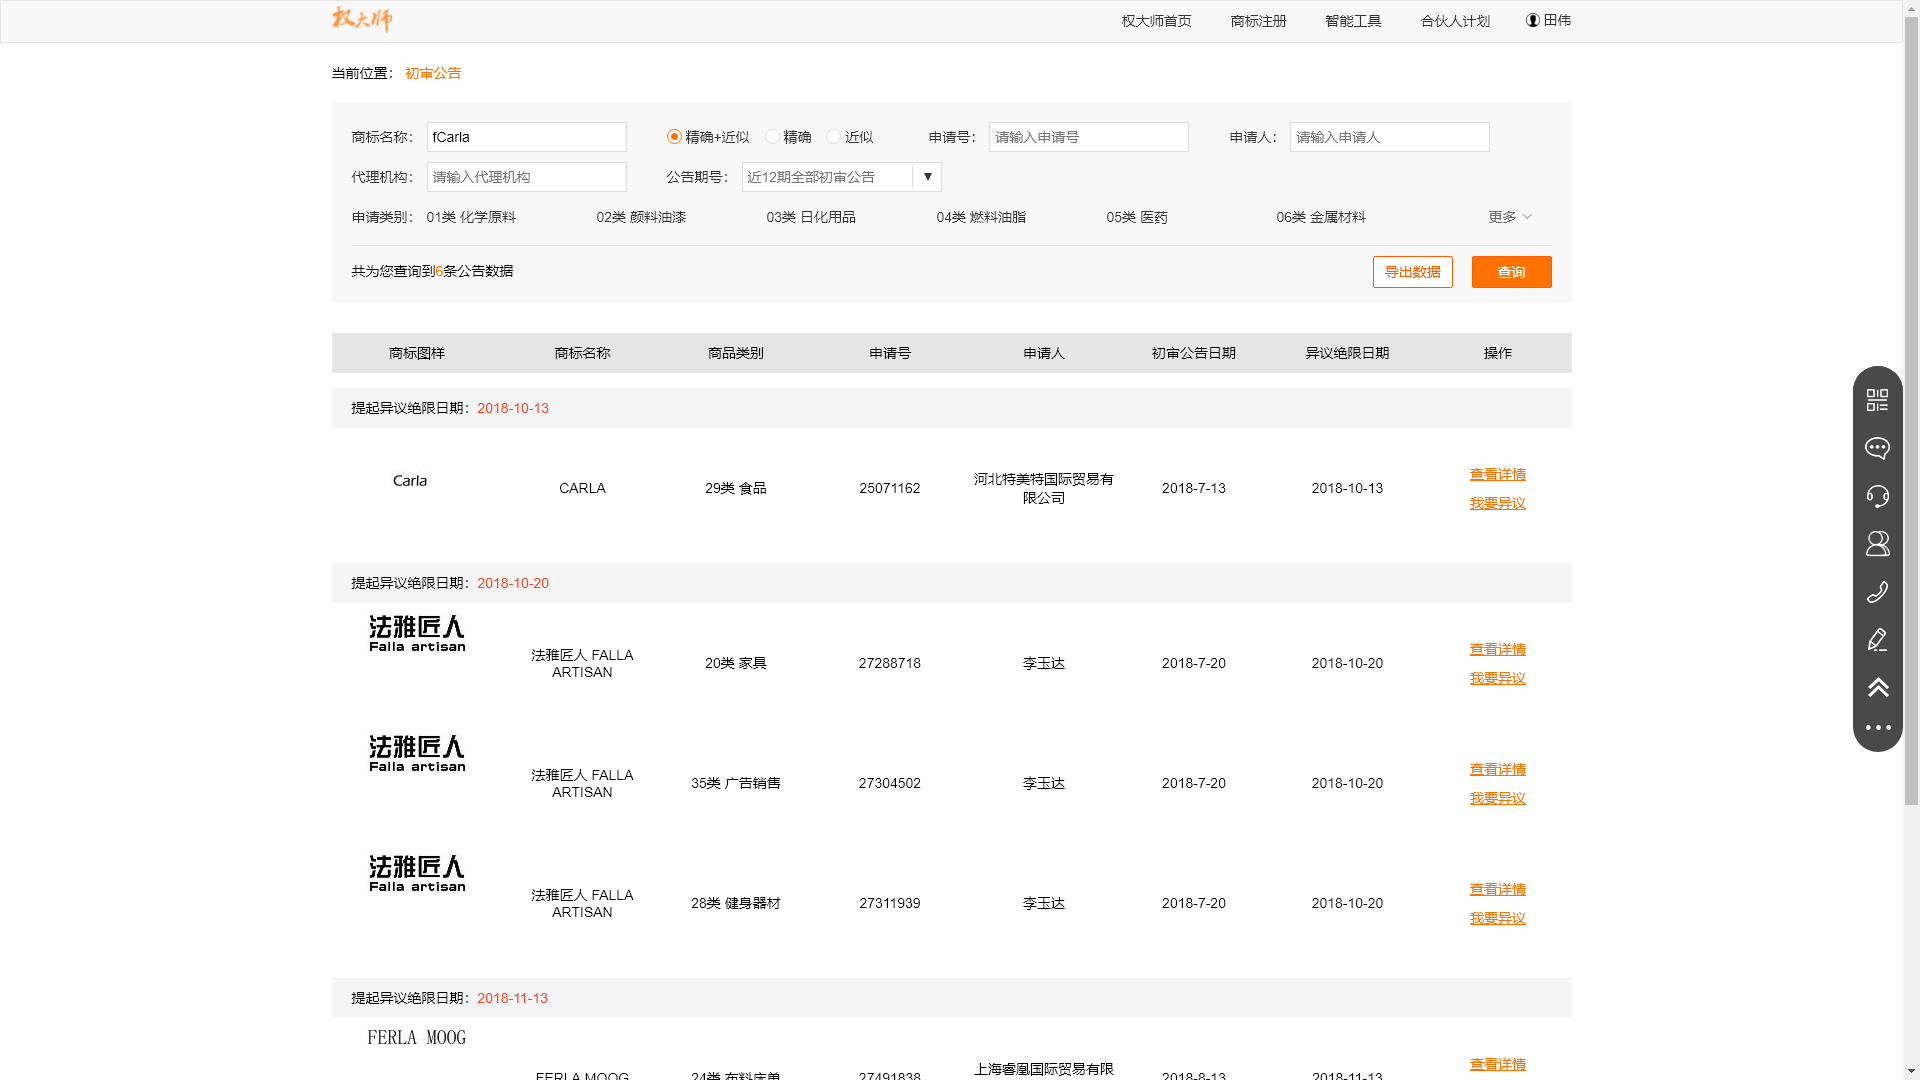 权大师
权大师首页
商标注册
智能工具
合伙人计划
田伟
当前位置： 初审公告
商标名称： fCarla 精确+近似 精确 近似 申请号： 请输入申请号 申请人： 请输入申请人
代理机构： 请输入代理机构 公告期号： 近12期全部初审公告
申请类别： 01类 化学原料 02类 颜料油漆 03类 日化用品 04类 燃料油脂 05类 医药 06类 金属材料 更多
共为您查询到6条公告数据 导出数据 查询
商标图样 商标名称 商品类别 申请号 申请人 初审公告日期 异议绝限日期 操作
提起异议绝限日期：2018-10-13
Carla
CARLA
29类 食品
25071162
河北特美特国际贸易有
限公司
2018-7-13
2018-10-13
查看详情
我要异议
提起异议绝限日期：2018-10-20
法雅匠人
Falla artisan
法雅匠人 FALLA
ARTISAN
20类 家具
27288718
李玉达
2018-7-20
2018-10-20
查看详情
我要异议
法雅匠人
Falla artisan
法雅匠人 FALLA
ARTISAN
35类 广告销售
27304502
李玉达
2018-7-20
2018-10-20
查看详情
我要异议
法雅匠人
Falla artisan
法雅匠人 FALLA
ARTISAN
28类 健身器材
27311939
李玉达
2018-7-20
2018-10-20
查看详情
我要异议
提起异议绝限日期：2018-11-13
FERLA MOOG
FERLA MOOG
24类 布料床单
27491838
上海睿凰国际贸易有限
2018-8-13
2018-11-13
查看详情